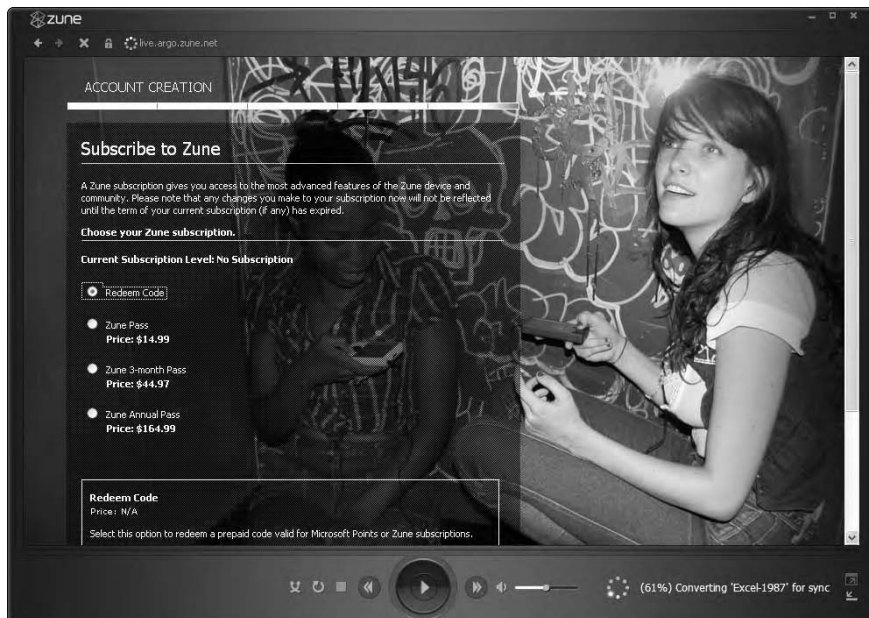 zune
live.argo.zune.net
ACCOUNT CREATION
Subscribe to Zune
A Zune subscription gives you access to the most advanced features of the Zune device and
community. Please note that any changes you make to your subscription now will not be reflected
until the term of your current subscription (if any) has expired.
Choose your Zune subscription.
Current Subscription Level: No Subscription
Redeem Code
Zune Pass
Price: $14.99
Zune 3-month Pass
Price: $44.97
Zune Annual Pass
Price: $164.99
Redeem Code
Price: N/A
Select this option to redeem a prepaid code valid for Microsoft Points or Zune subscriptions.
(61%) Converting 'Excel-1987' for sync